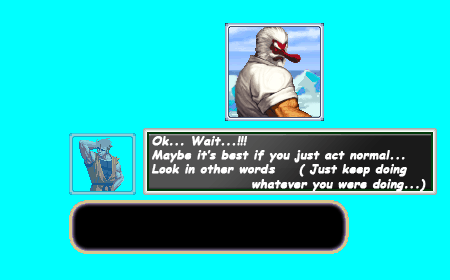 Ok... Wait...!!!
Maybe it's best if you just act normal...
Look in other words ( Just keep doing
whatever you were doing...)